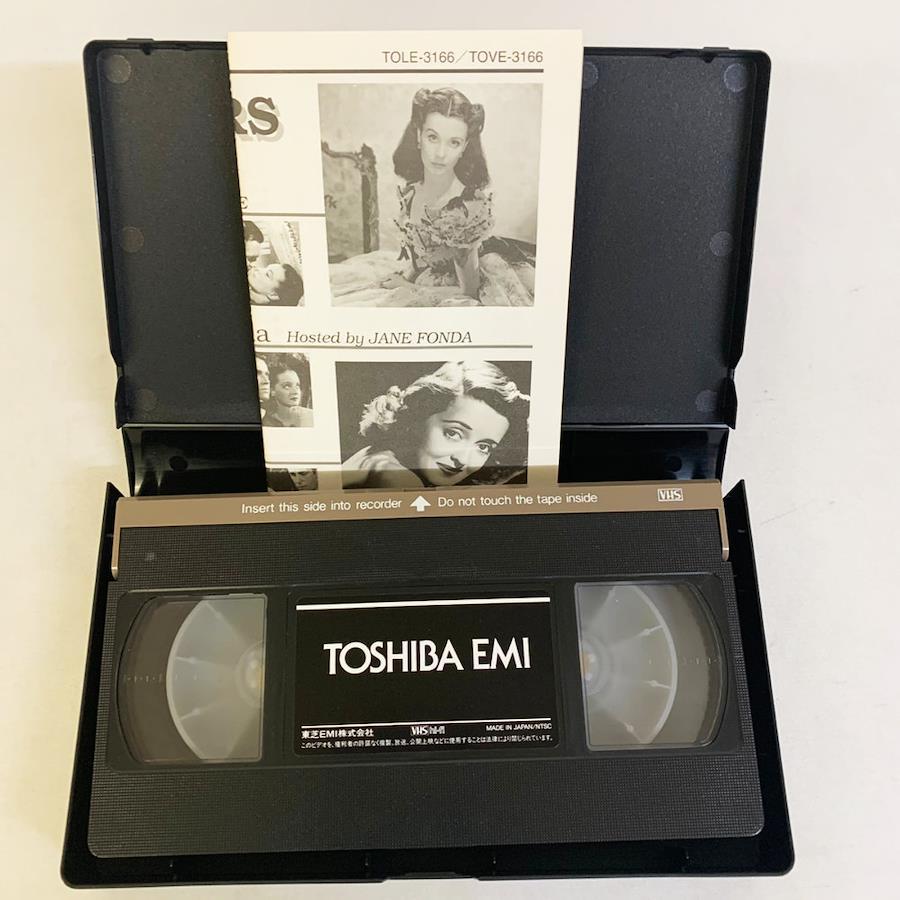 TOLE-3166/TOVE-3166
RS
E
a Hosted by JANE FONDA
Insert this side into recorder Do not touch the tape inside VHS
TOSHIBA EMI
東芝EMI株式会社 VHS hi-fi MADE IN JAPAN/NTSC
このビデオを、権利者の許諾なく複製、放送、公開上映などに使用することは法律により禁じられています。